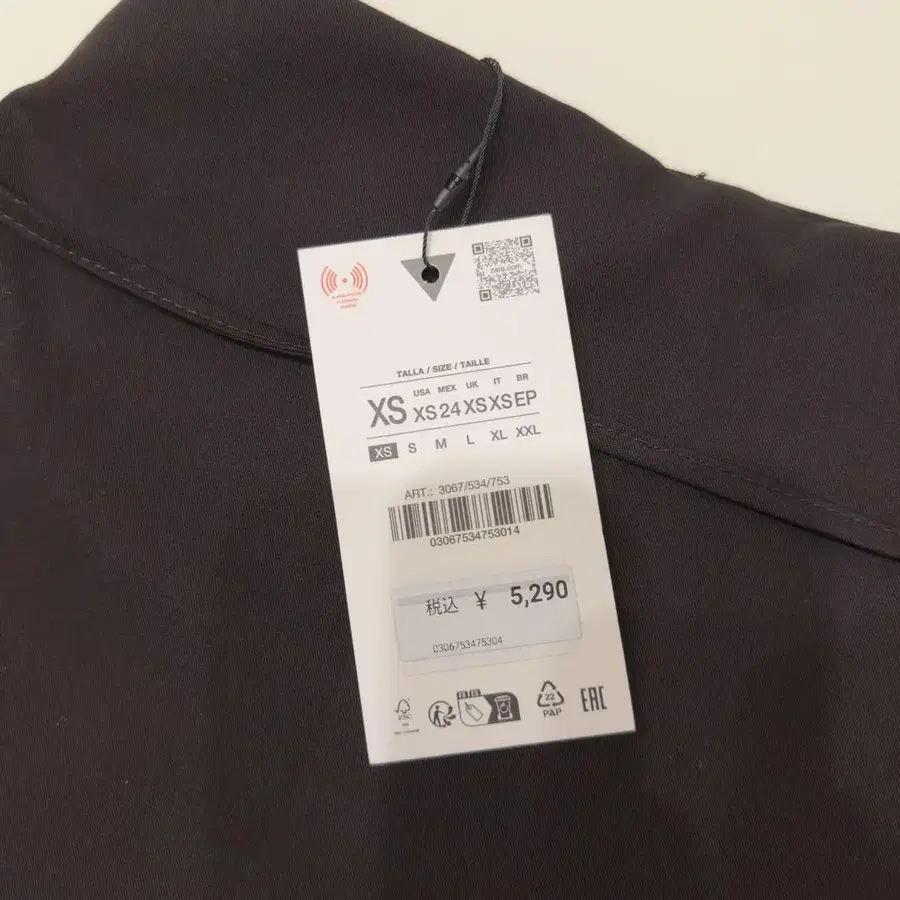 zara.com
TALLA / SIZE / TAILLE
USA MEX UK IT BR
XS XS 24 XS XS EP
XS S M L XL XXL
ART.: 3067/534/753
03067534753014
税込 ¥ 5,290
0306753475304
FSC
PAP
22
EAC